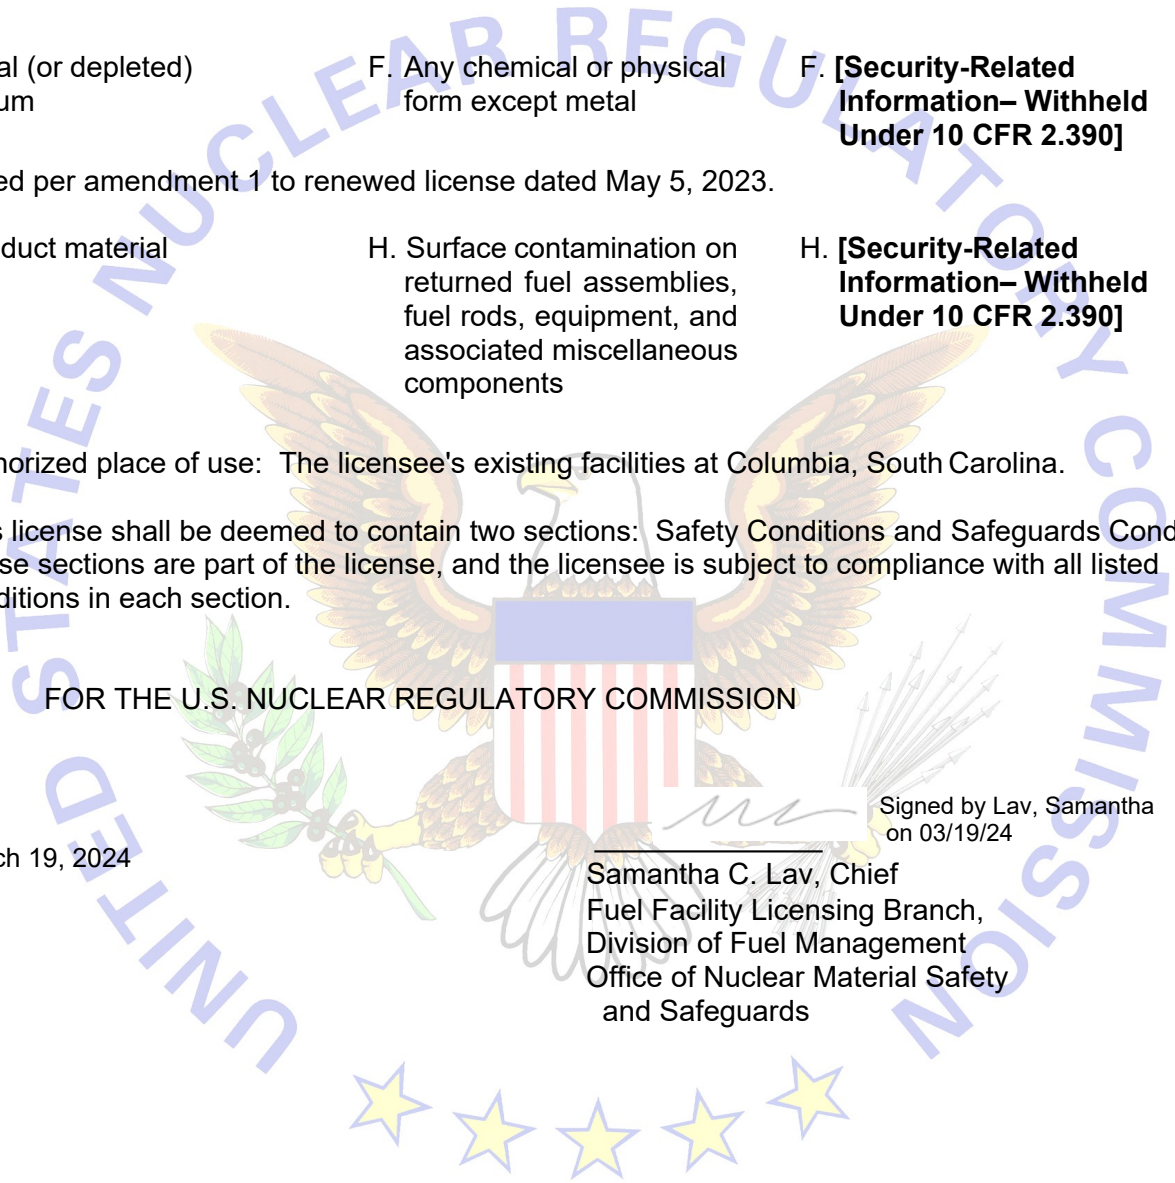 al (or depleted) F. Any chemical or physical F. [Security-Related
um form except metal Information– Withheld
Under 10 CFR 2.390]
ed per amendment 1 to renewed license dated May 5, 2023.
duct material H. Surface contamination on H. [Security-Related
returned fuel assemblies, Information– Withheld
fuel rods, equipment, and Under 10 CFR 2.390]
associated miscellaneous
components
horized place of use: The licensee's existing facilities at Columbia, South Carolina.
s license shall be deemed to contain two sections: Safety Conditions and Safeguards Cond
se sections are part of the license, and the licensee is subject to compliance with all listed
ditions in each section.
FOR THE U.S. NUCLEAR REGULATORY COMMISSION
Signed by Lav, Samantha
on 03/19/24
ch 19, 2024
Samantha C. Lav, Chief
Fuel Facility Licensing Branch,
Division of Fuel Management
Office of Nuclear Material Safety
and Safeguards
UNITED STATES NUCLEAR REGULATORY COMMISSION